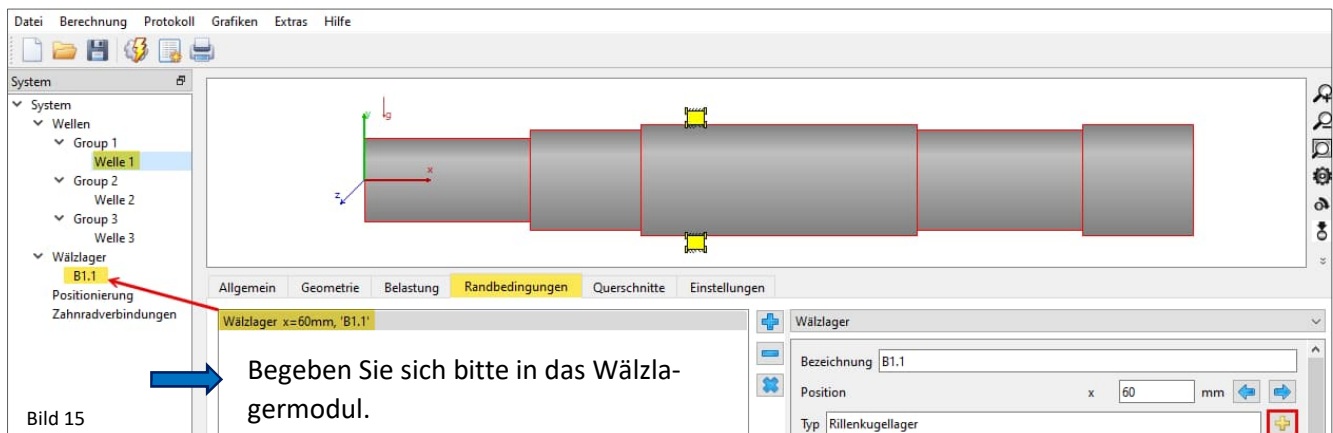 Datei Berechnung Protokoll Grafiken Extras Hilfe
System
System
Wellen
Group 1
Welle 1
Group 2
Welle 2
Group 3
Welle 3
Wälzlager
B1.1
Positionierung
Zahnradverbindungen
y g
x
z
Allgemein Geometrie Belastung Randbedingungen Querschnitte Einstellungen
Wälzlager x=60mm, 'B1.1'
Begeben Sie sich bitte in das Wälzla-
germodul.
Wälzlager
Bezeichnung B1.1
Position x 60 mm
Typ Rillenkugellager
Bild 15